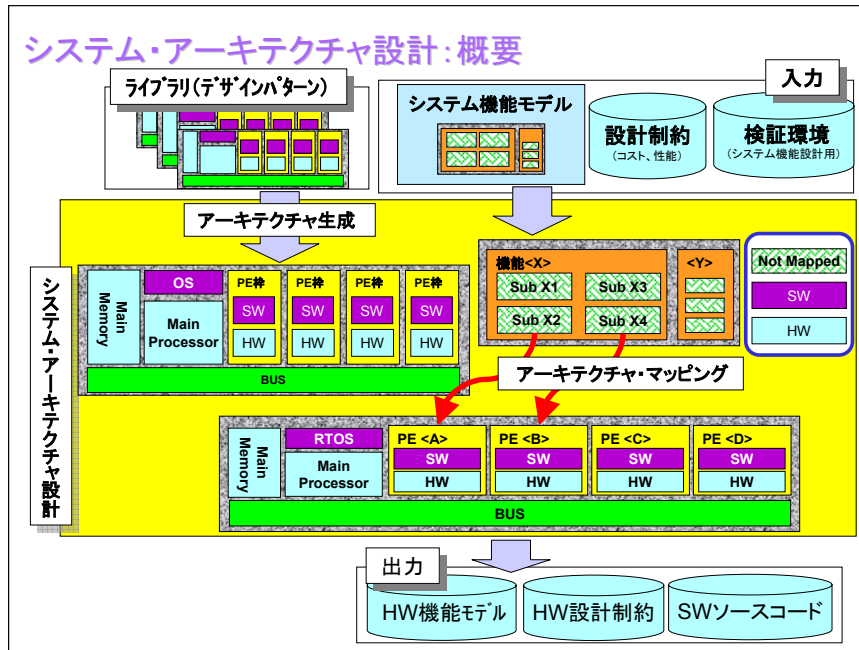 システム・アーキテクチャ設計：概要
ライブラリ（デザインパターン）
入力
システム機能モデル
設計制約
（コスト、性能）
検証環境
（システム機能設計用）
アーキテクチャ生成
システム・アーキテクチャ設計
Main Memory
OS
Main
Processor
PE枠
SW
HW
PE枠
SW
HW
PE枠
SW
HW
PE枠
SW
HW
BUS
機能<X>
Sub X1
Sub X3
Sub X2
Sub X4
<Y>
Not Mapped
SW
HW
アーキテクチャ・マッピング
Main
Memory
RTOS
Main
Processor
PE <A>
SW
HW
PE <B>
SW
HW
PE <C>
SW
HW
PE <D>
SW
HW
BUS
出力
HW機能モデル
HW設計制約
SWソースコード